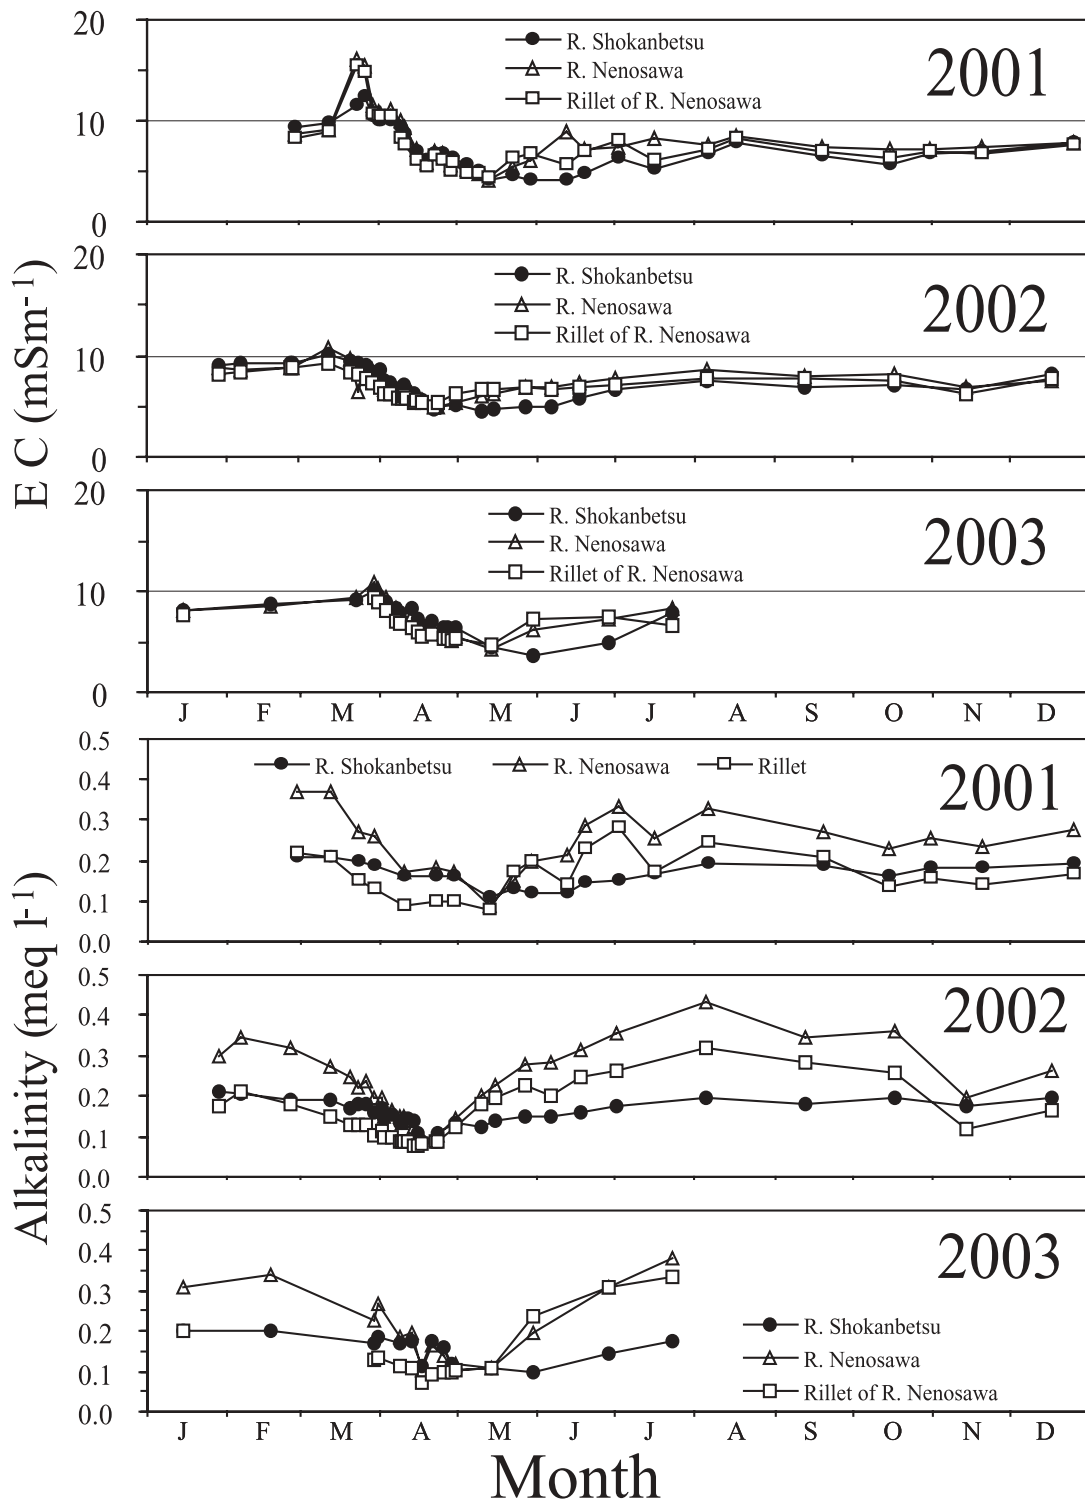 20
R. Shokanbetsu
R. Nenosawa
Rillet of R. Nenosawa
2001
10
0
20
R. Shokanbetsu
R. Nenosawa
Rillet of R. Nenosawa
2002
10
0
E C (mSm-1)
20
R. Shokanbetsu
R. Nenosawa
Rillet of R. Nenosawa
2003
10
0
J F M A M J J A S O N D
0.5
R. Shokanbetsu R. Nenosawa Rillet
2001
0.4
0.3
0.2
0.1
0.0
0.5
2002
0.4
0.3
0.2
0.1
0.0
Alkalinity (meq l-1)
0.5
2003
0.4
0.3
0.2
0.1
0.0
R. Shokanbetsu
R. Nenosawa
Rillet of R. Nenosawa
J F M A M J J A S O N D
Month